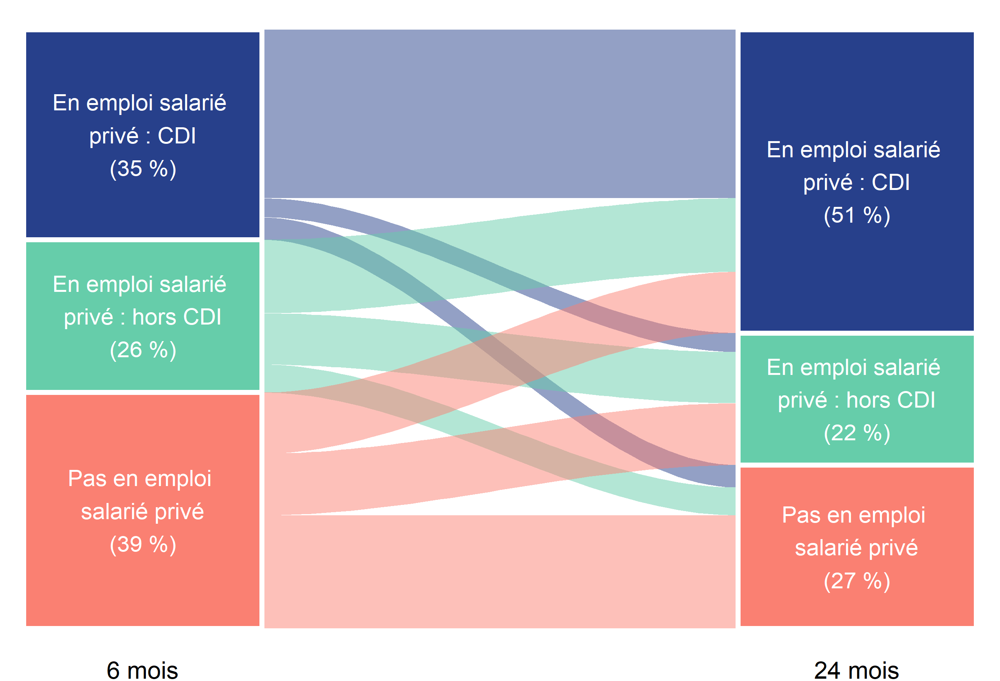 En emploi salarié
privé : CDI
(35 %)
En emploi salarié
privé : hors CDI
(26 %)
Pas en emploi
salarié privé
(39 %)
En emploi salarié
privé : CDI
(51 %)
En emploi salarié
privé : hors CDI
(22 %)
Pas en emploi
salarié privé
(27 %)
6 mois
24 mois